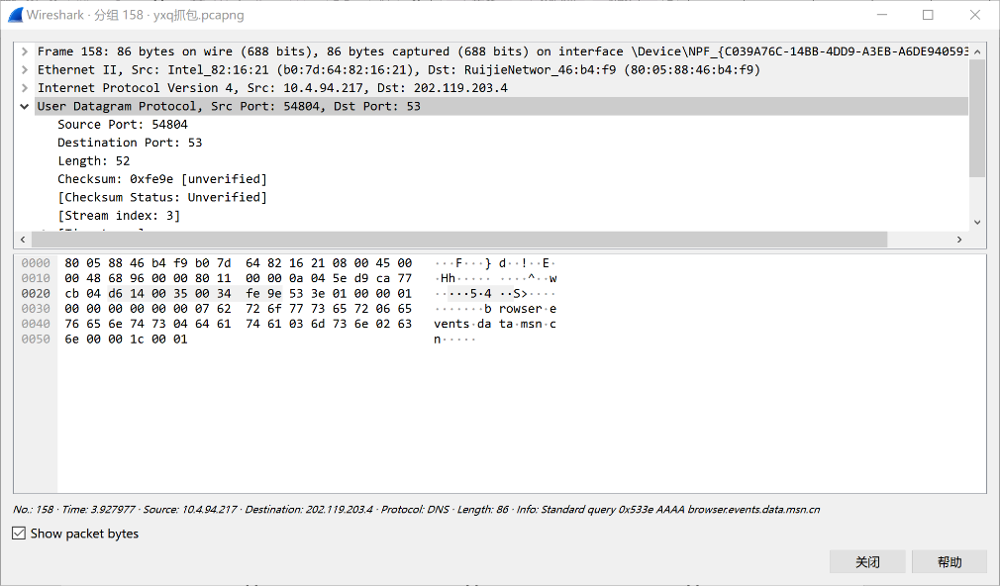 Wireshark · 分组 158 · yxq抓包.pcapng
Frame 158: 86 bytes on wire (688 bits), 86 bytes captured (688 bits) on interface \Device\NPF_{C039A76C-14BB-4DD9-A3EB-A6DE940593
Ethernet II, Src: Intel_82:16:21 (b0:7d:64:82:16:21), Dst: RuijieNetwor_46:b4:f9 (80:05:88:46:b4:f9)
Internet Protocol Version 4, Src: 10.4.94.217, Dst: 202.119.203.4
User Datagram Protocol, Src Port: 54804, Dst Port: 53
Source Port: 54804
Destination Port: 53
Length: 52
Checksum: 0xfe9e [unverified]
[Checksum Status: Unverified]
[Stream index: 3]
0000 80 05 88 46 b4 f9 b0 7d 64 82 16 21 08 00 45 00 ···F···} d··!··E·
0010 00 48 68 96 00 00 80 11 00 00 0a 04 5e d9 ca 77 ·Hh····· ····^··w
0020 cb 04 d6 14 00 35 00 34 fe 9e 53 3e 01 00 00 01 ·····5·4 ··S>····
0030 00 00 00 00 00 00 07 62 72 6f 77 73 65 72 06 65 ·······b rowser·e
0040 76 65 6e 74 73 04 64 61 74 61 03 6d 73 6e 02 63 vents·da ta·msn·c
0050 6e 00 00 1c 00 01 n·····
No.: 158 · Time: 3.927977 · Source: 10.4.94.217 · Destination: 202.119.203.4 · Protocol: DNS · Length: 86 · Info: Standard query 0x533e AAAA browser.events.data.msn.cn
Show packet bytes
关闭 帮助